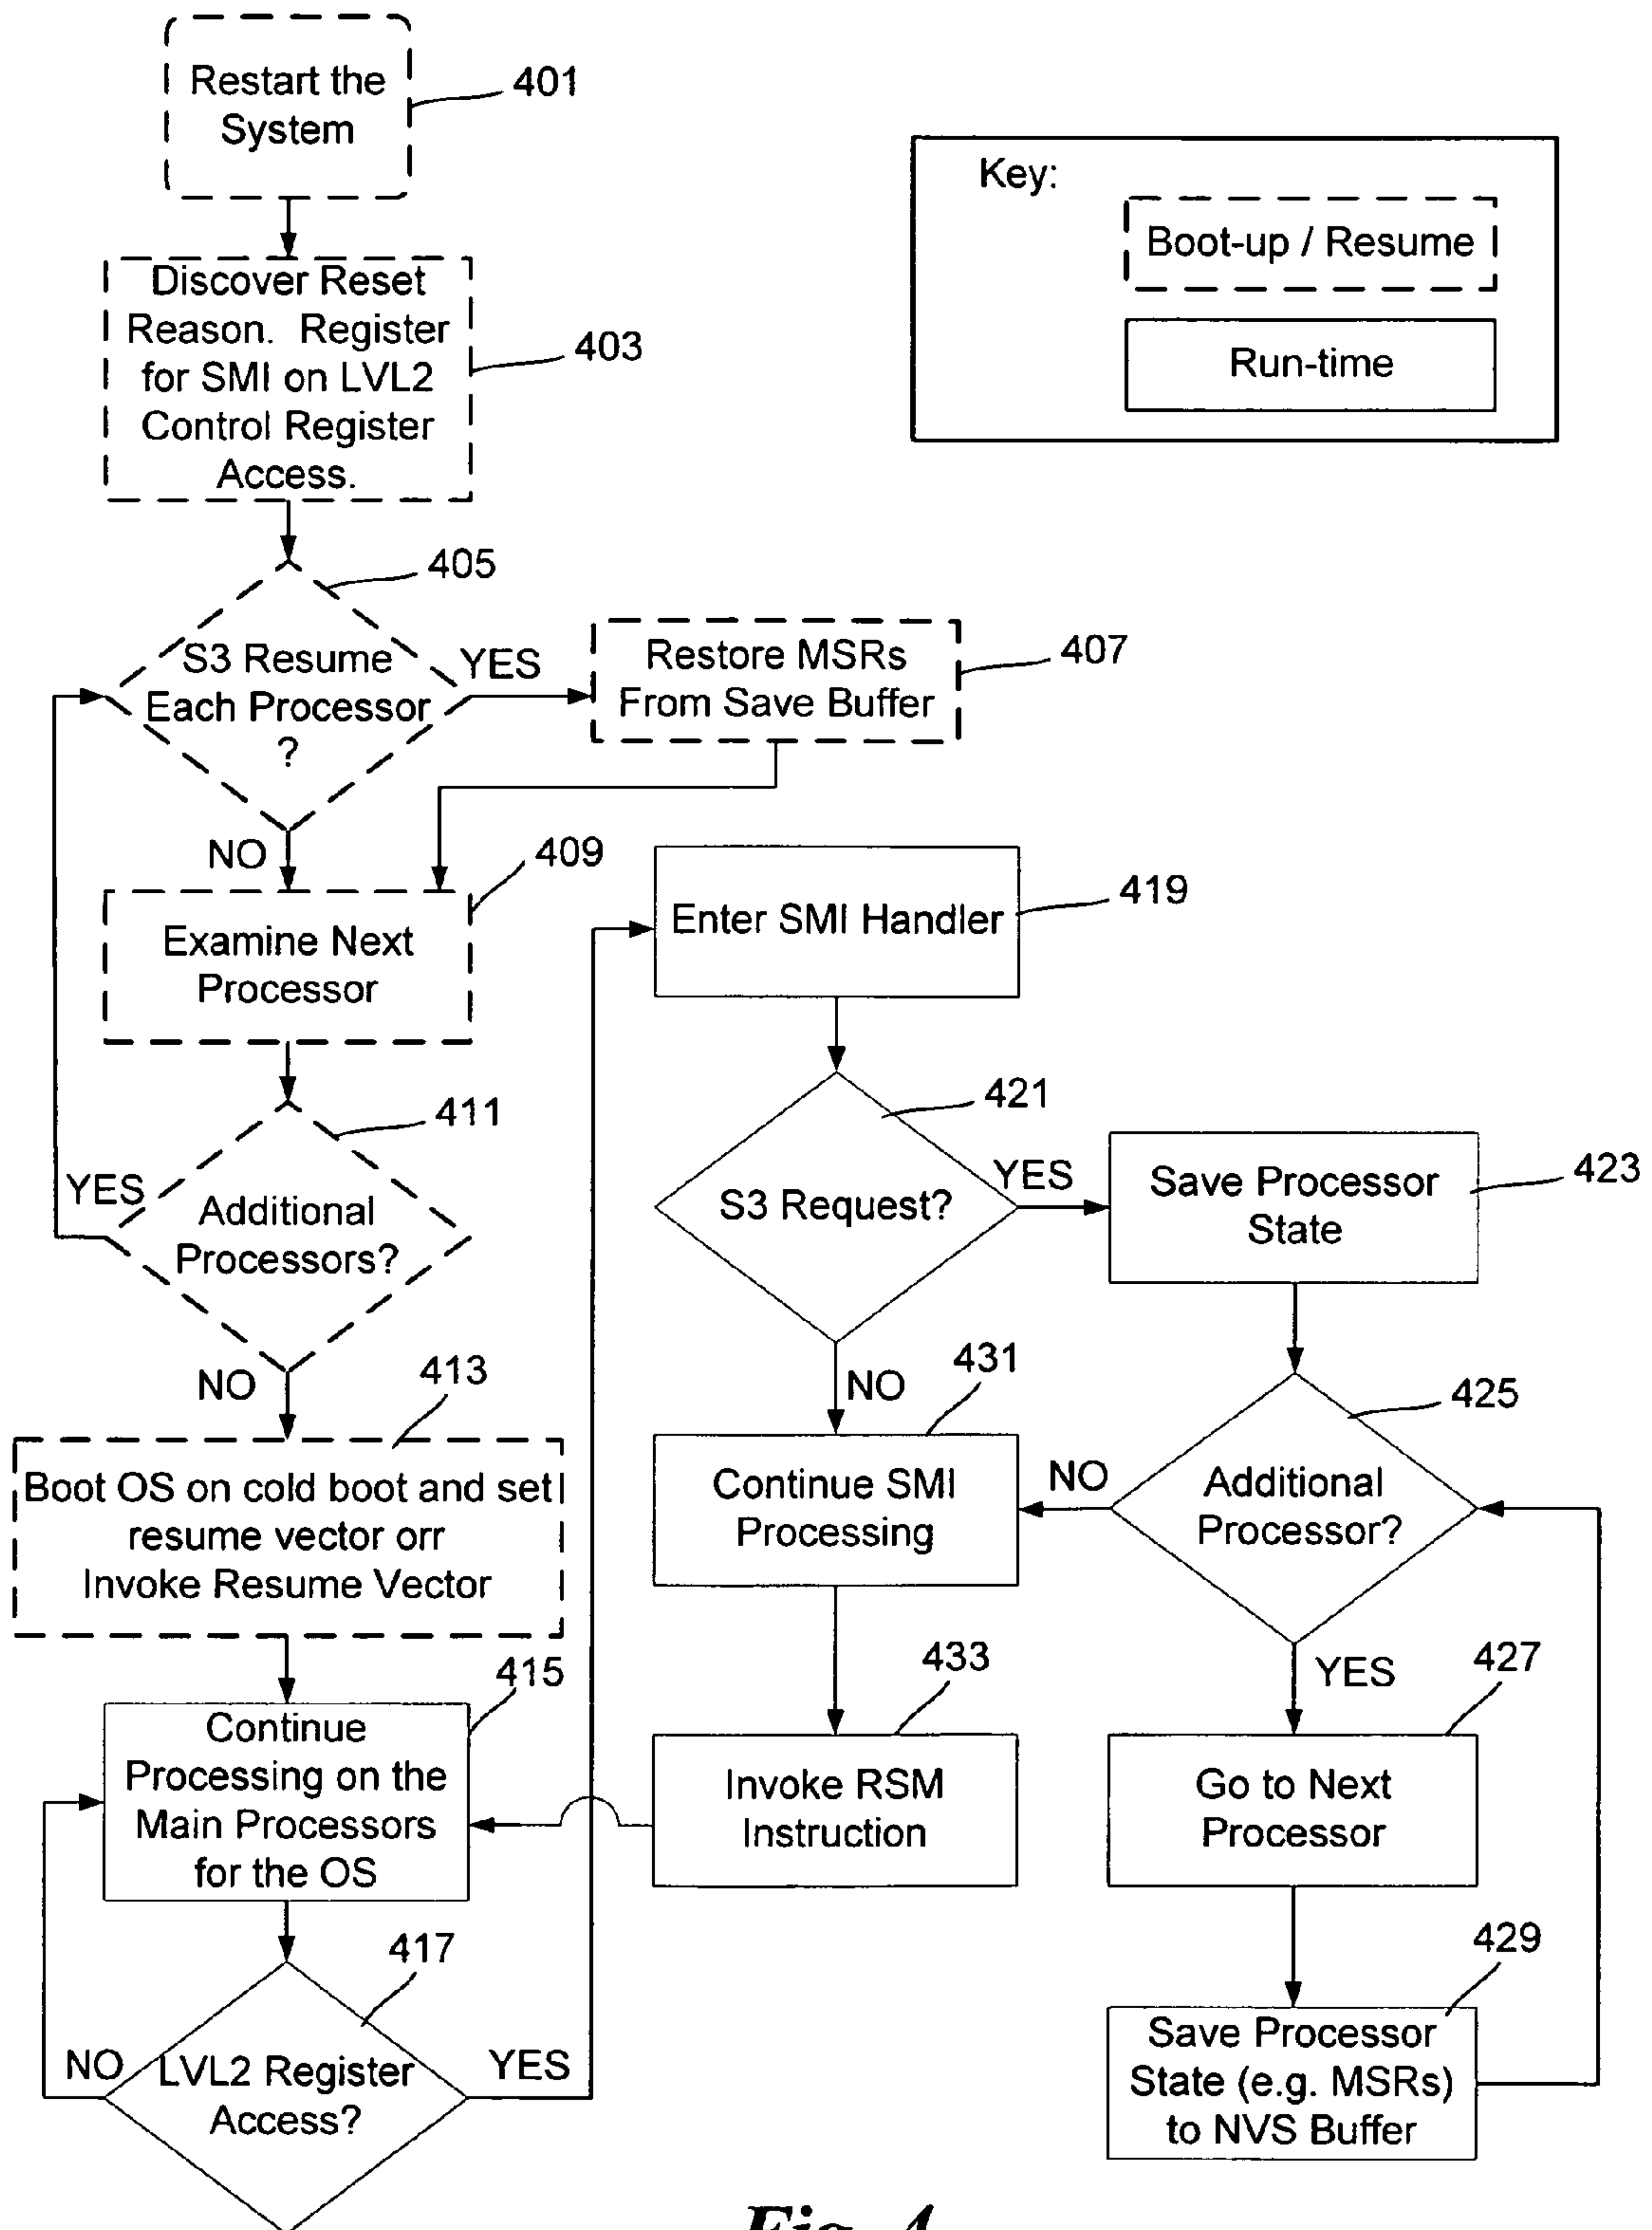 Restart the
System
401
Key:
Boot-up / Resume
Run-time
Discover Reset
Reason. Register
for SMI on LVL2
Control Register
Access.
403
405
S3 Resume
Each Processor
?
YES
Restore MSRs
From Save Buffer
407
NO
409
Examine Next
Processor
Enter SMI Handler
419
411
YES
Additional
Processors?
421
S3 Request?
YES
Save Processor
State
423
NO
413
Boot OS on cold boot and set
resume vector orr
Invoke Resume Vector
NO
431
Continue SMI
Processing
NO
425
Additional
Processor?
415
Continue
Processing on the
Main Processors
for the OS
433
Invoke RSM
Instruction
YES
427
Go to Next
Processor
417
NO
LVL2 Register
Access?
YES
429
Save Processor
State (e.g. MSRs)
to NVS Buffer
Fig. 4